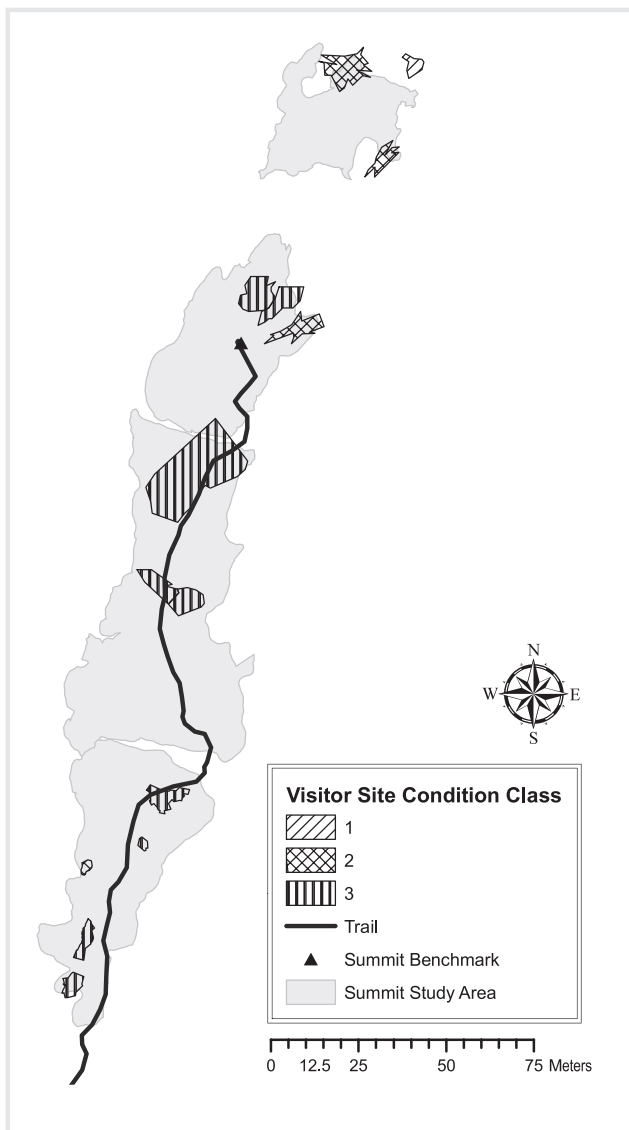 N
W E
S
Visitor Site Condition Class
1
2
3
Trail
Summit Benchmark
Summit Study Area
0 12.5 25 50 75 Meters